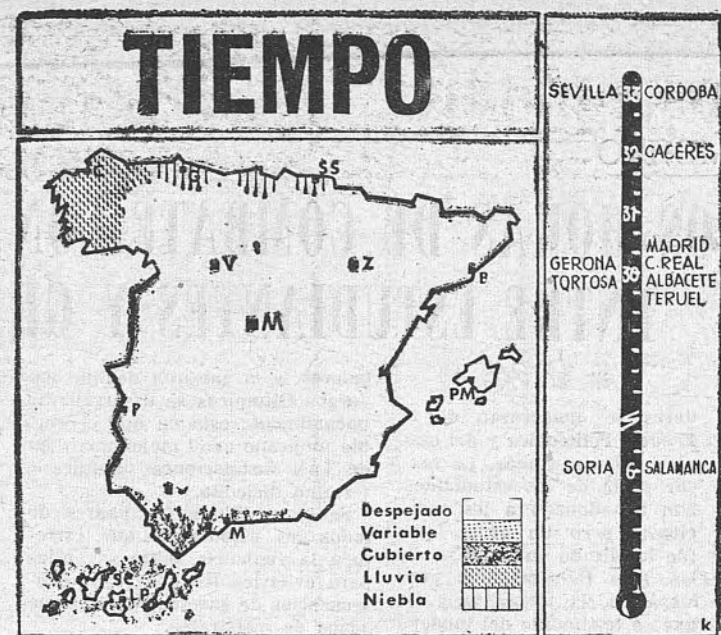 TIEMPO
SS
V
Z
B
M
PM
P
M
SC
LP
Despejado
Variable
Cubierto
Lluvia
Niebla
SEVILLA 33 CORDOBA
32 CACERES
31
MADRID
GERONA C.REAL
30
TORTOSA ALBACETE
TERUEL
SORIA 6 SALAMANCA
k